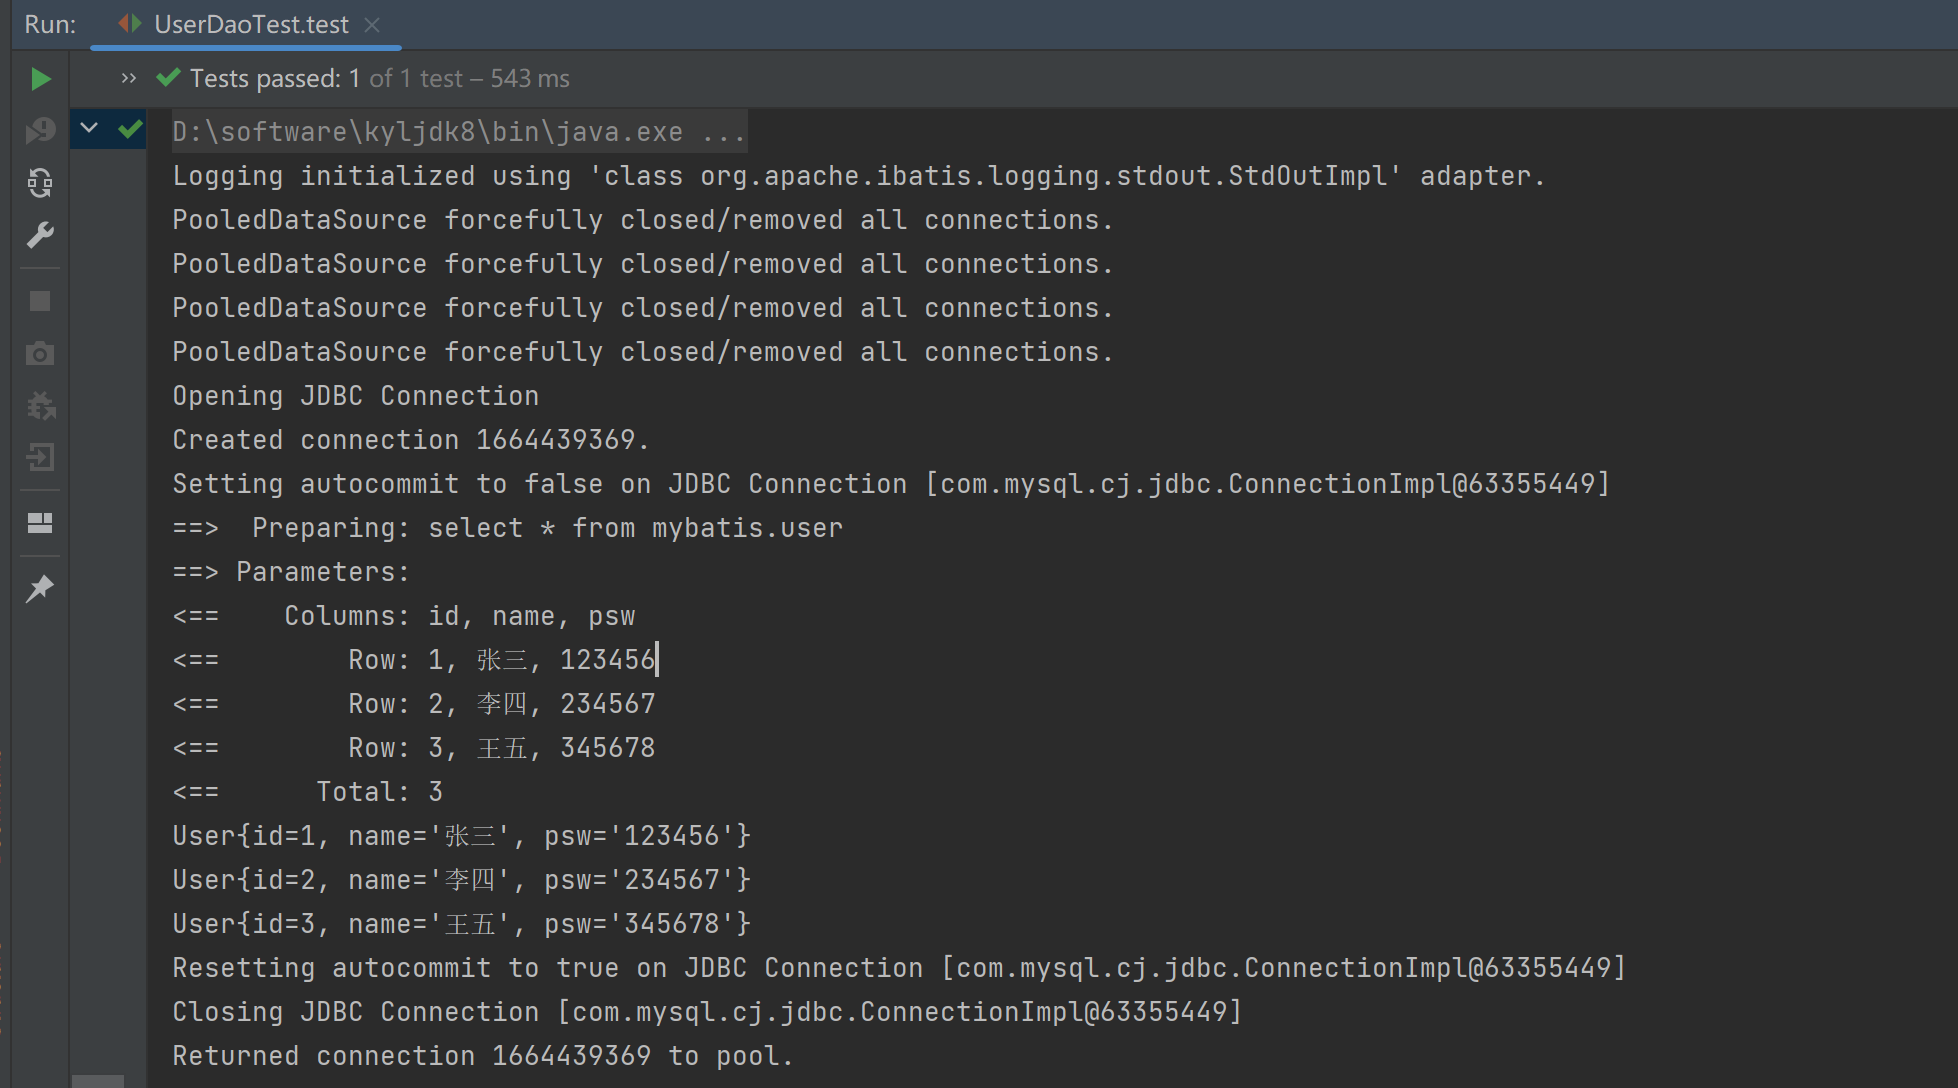 Run: UserDaoTest.test
Tests passed: 1 of 1 test – 543 ms
D:\software\kyljdk8\bin\java.exe ...
Logging initialized using 'class org.apache.ibatis.logging.stdout.StdOutImpl' adapter.
PooledDataSource forcefully closed/removed all connections.
PooledDataSource forcefully closed/removed all connections.
PooledDataSource forcefully closed/removed all connections.
PooledDataSource forcefully closed/removed all connections.
Opening JDBC Connection
Created connection 1664439369.
Setting autocommit to false on JDBC Connection [com.mysql.cj.jdbc.ConnectionImpl@63355449]
==>  Preparing: select * from mybatis.user
==> Parameters:
<==    Columns: id, name, psw
<==        Row: 1, 张三, 123456
<==        Row: 2, 李四, 234567
<==        Row: 3, 王五, 345678
<==      Total: 3
User{id=1, name='张三', psw='123456'}
User{id=2, name='李四', psw='234567'}
User{id=3, name='王五', psw='345678'}
Resetting autocommit to true on JDBC Connection [com.mysql.cj.jdbc.ConnectionImpl@63355449]
Closing JDBC Connection [com.mysql.cj.jdbc.ConnectionImpl@63355449]
Returned connection 1664439369 to pool.